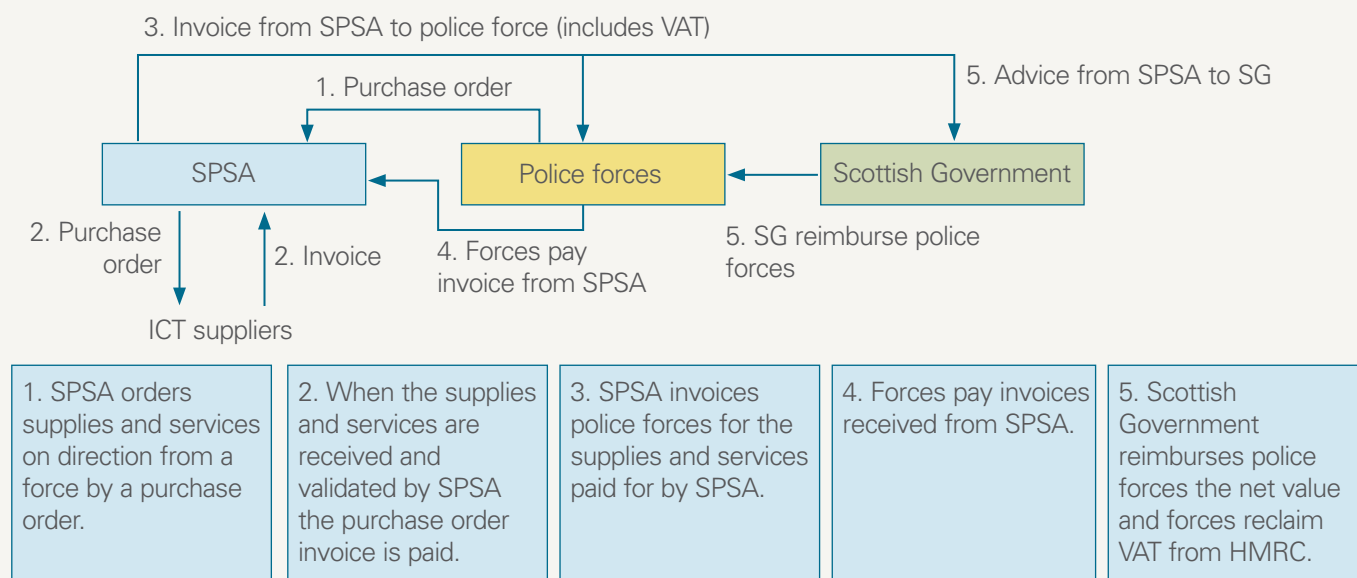 3. Invoice from SPSA to police force (includes VAT)
1. Purchase order
5. Advice from SPSA to SG
SPSA
Police forces
Scottish Government
2. Purchase
order
2. Invoice
4. Forces pay
invoice from SPSA
5. SG reimburse police
forces
ICT suppliers
1. SPSA orders
supplies and services
on direction from a
force by a purchase
order.
2. When the supplies
and services are
received and
validated by SPSA
the purchase order
invoice is paid.
3. SPSA invoices
police forces for the
supplies and services
paid for by SPSA.
4. Forces pay invoices
received from SPSA.
5. Scottish
Government
reimburses police
forces the net value
and forces reclaim
VAT from HMRC.